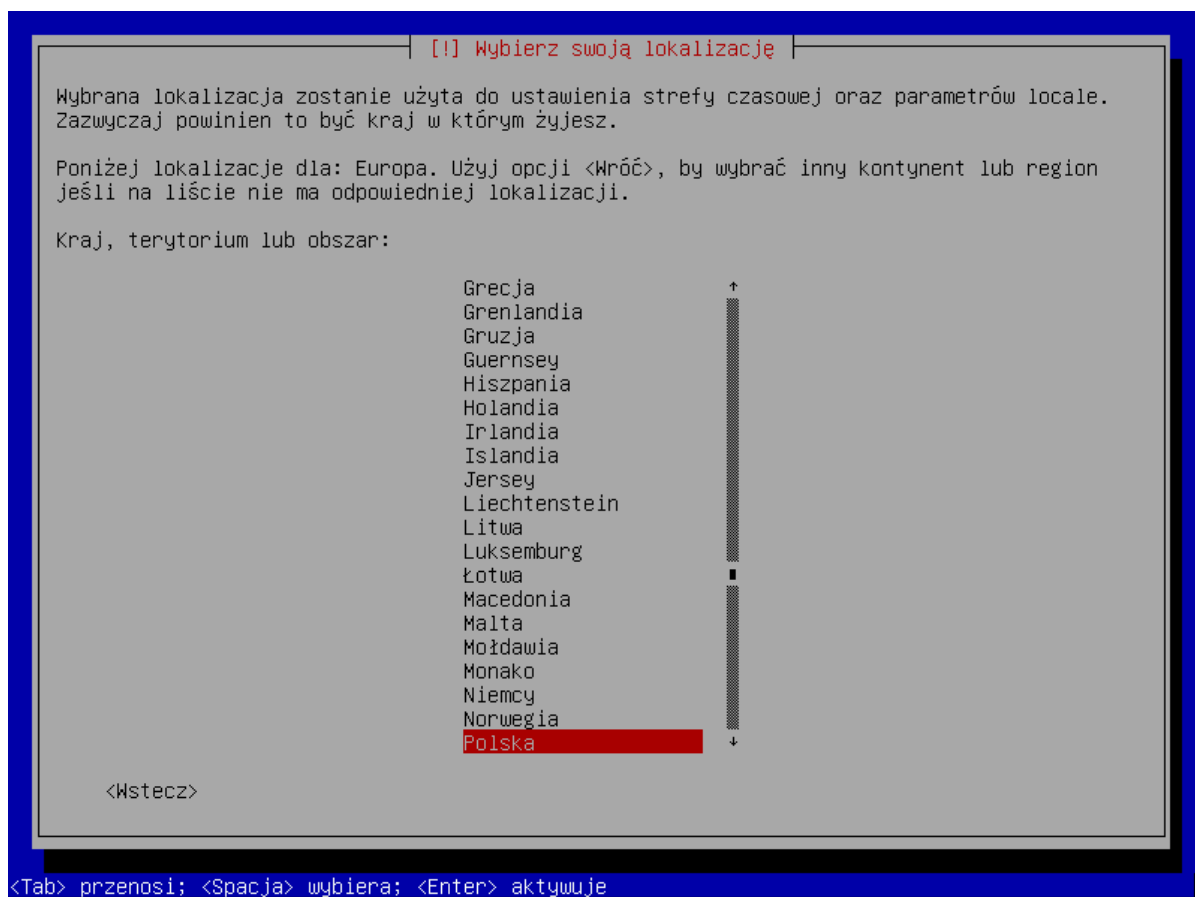 [!] Wybierz swoją lokalizację
Wybrana lokalizacja zostanie użyta do ustawienia strefy czasowej oraz parametrów locale.
Zazwyczaj powinien to być kraj w którym żyjesz.
Poniżej lokalizacje dla: Europa. Użyj opcji <Wróć>, by wybrać inny kontynent lub region
jeśli na liście nie ma odpowiedniej lokalizacji.
Kraj, terytorium lub obszar:
Grecja
Grenlandia
Gruzja
Guernsey
Hiszpania
Holandia
Irlandia
Islandia
Jersey
Liechtenstein
Litwa
Luksemburg
Łotwa
Macedonia
Malta
Mołdawia
Monako
Niemcy
Norwegia
Polska
<Wstecz>
<Tab> przenosi; <Spacja> wybiera; <Enter> aktywuje